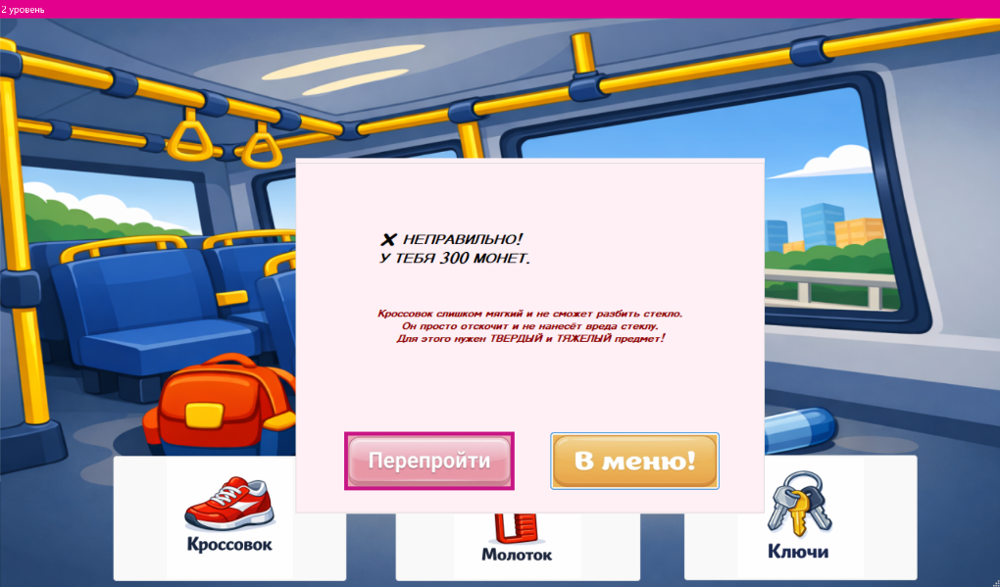 2 уровень
❌ НЕПРАВИЛЬНО!
У ТЕБЯ 300 МОНЕТ.
Кроссовок слишком мягкий и не сможет разбить стекло.
Он просто отскочит и не нанесёт вреда стеклу.
Для этого нужен ТВЕРДЫЙ и ТЯЖЕЛЫЙ предмет!
Перепройти
В меню!
Кроссовок
Молоток
Ключи